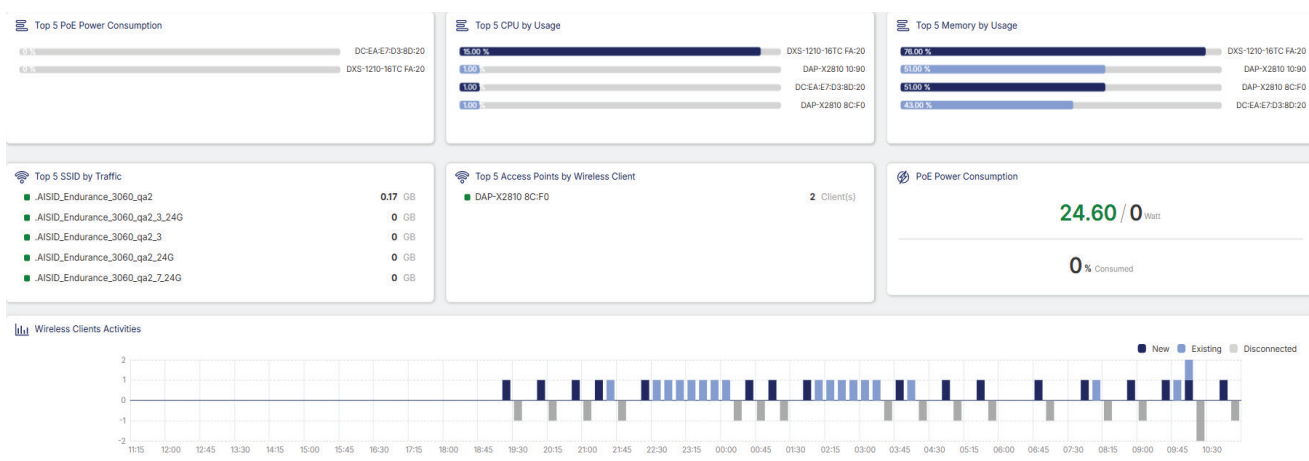 Top 5 PoE Power Consumption
0 % DC:EA:E7:D3:8D:20
0 % DXS-1210-16TC FA:20
Top 5 CPU by Usage
15.00 % DXS-1210-16TC FA:20
1.00 % DAP-X2810 10:90
1.00 % DC:EA:E7:D3:8D:20
1.00 % DAP-X2810 8C:F0
Top 5 Memory by Usage
76.00 % DXS-1210-16TC FA:20
51.00 % DAP-X2810 10:90
51.00 % DAP-X2810 8C:F0
43.00 % DC:EA:E7:D3:8D:20
Top 5 SSID by Traffic
.AISID_Endurance_3060_qa2 0.17 GB
.AISID_Endurance_3060_qa2_3_24G 0 GB
.AISID_Endurance_3060_qa2_3 0 GB
.AISID_Endurance_3060_qa2_24G 0 GB
.AISID_Endurance_3060_qa2_7_24G 0 GB
Top 5 Access Points by Wireless Client
DAP-X2810 8C:F0 2 Client(s)
PoE Power Consumption
24.60 / 0 Watt
0 % Consumed
Wireless Clients Activities
New Existing Disconnected
2
1
0
-1
-2
11:15 12:00 12:45 13:30 14:15 15:00 15:45 16:30 17:15 18:00 18:45 19:30 20:15 21:00 21:45 22:30 23:15 00:00 00:45 01:30 02:15 03:00 03:45 04:30 05:15 06:00 06:45 07:30 08:15 09:00 09:45 10:30